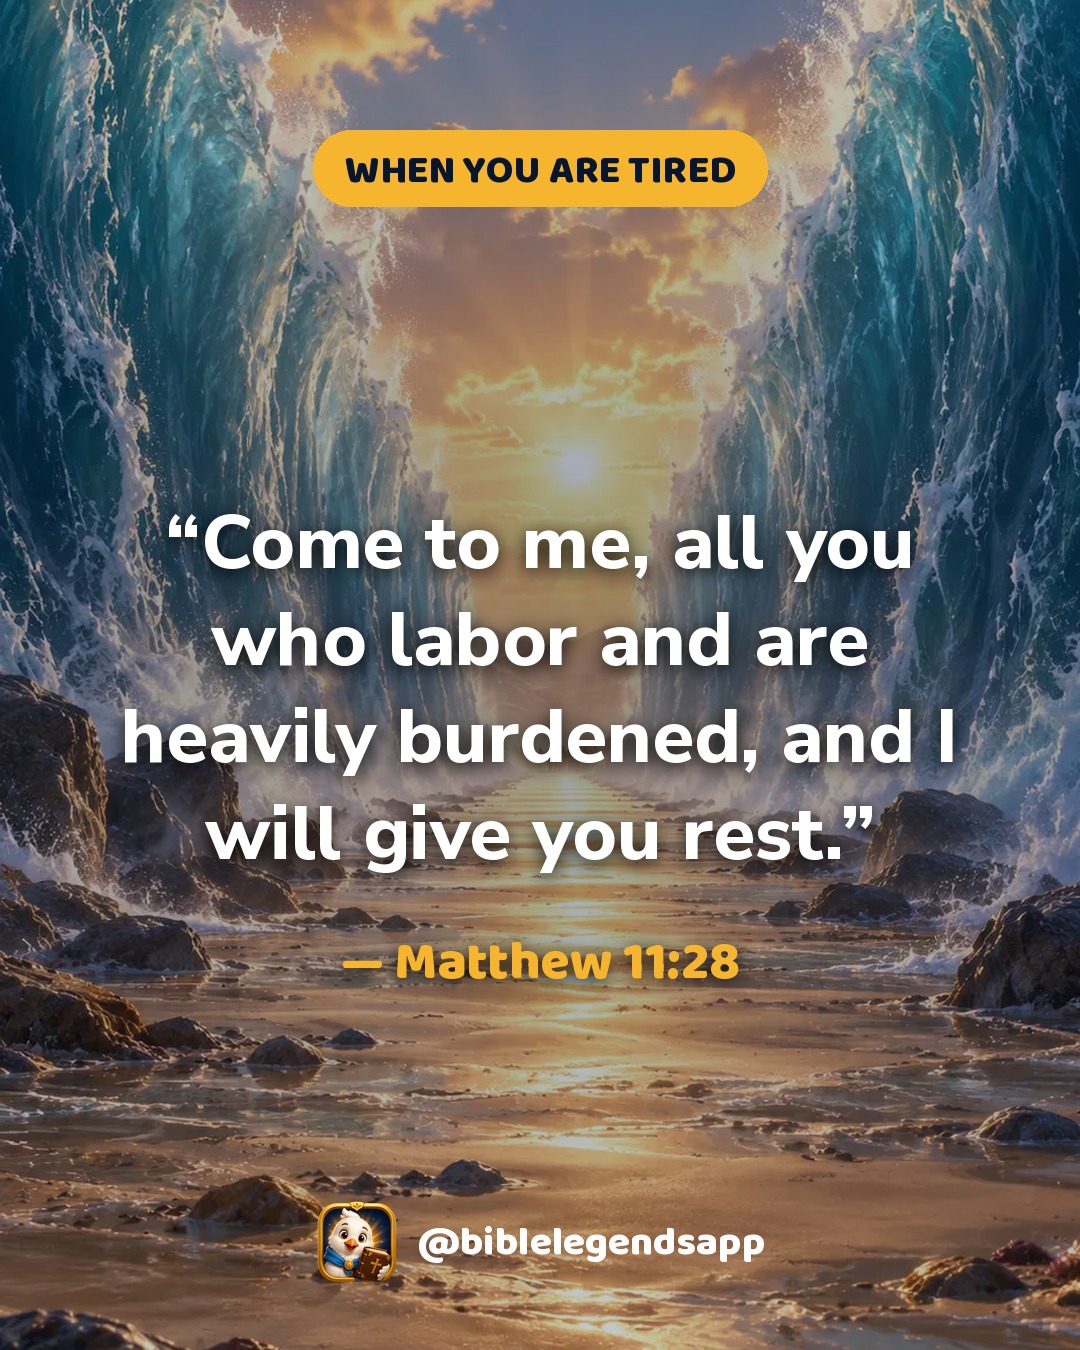 WHEN YOU ARE TIRED
“Come to me, all you
who labor and are
heavily burdened, and I
will give you rest.”
— Matthew 11:28
@biblelegendsapp